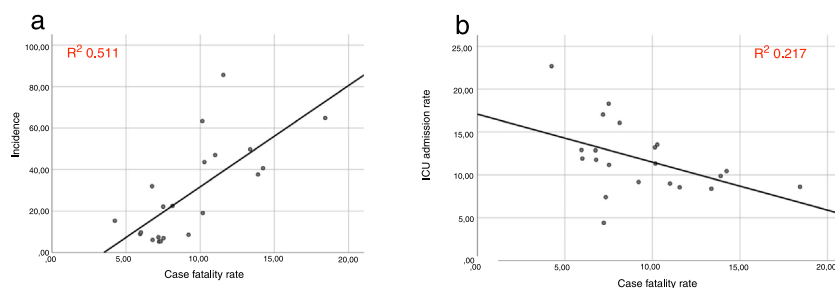 a
R² 0.511
100,00
80,00
60,00
40,00
20,00
,00
Incidence
5,00 10,00 15,00 20,00
Case fatality rate
b
R² 0.217
25,00
20,00
15,00
10,00
5,00
,00
ICU admission rate
,00 5,00 10,00 15,00 20,00
Case fatality rate